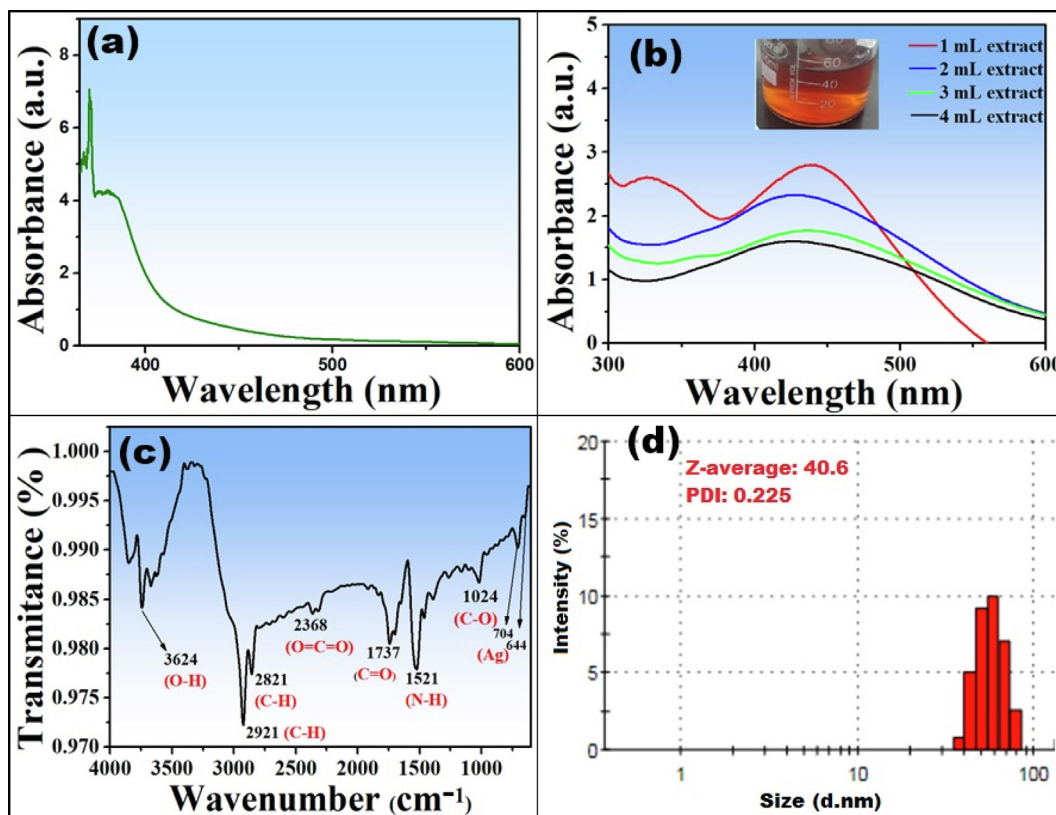 (a)
8
6
4
2
0
Absorbance (a.u.)
400
500
600
Wavelength (nm)
(b)
5
4
3
2
1
0
Absorbance (a.u.)
60
40
20
1 mL extract
2 mL extract
3 mL extract
4 mL extract
300
400
500
600
Wavelength (nm)
(c)
1.000
0.995
0.990
0.985
0.980
0.975
0.970
Transmitance (%)
3624
(O-H)
2921 (C-H)
2821
(C-H)
2368
(O=C=O)
1737
(C=O)
1521
(N-H)
1024
(C-O)
704
644
(Ag)
4000
3500
3000
2500
2000
1500
1000
Wavenumber (cm⁻¹)
(d)
Z-average: 40.6
PDI: 0.225
20
15
10
5
0
Intensity (%)
1
10
100
Size (d.nm)